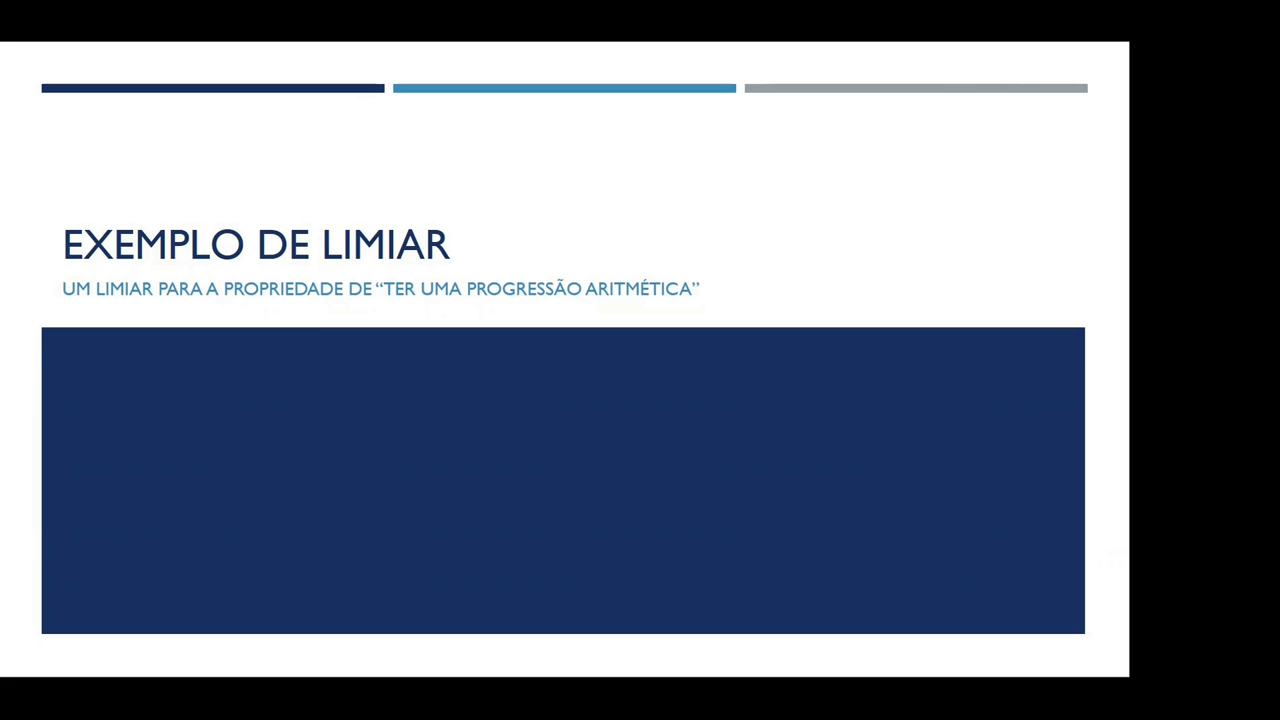 EXEMPLO DE LIMIAR
UM LIMIAR PARA A PROPRIEDADE DE “TER UMA PROGRESSÃO ARITMÉTICA”